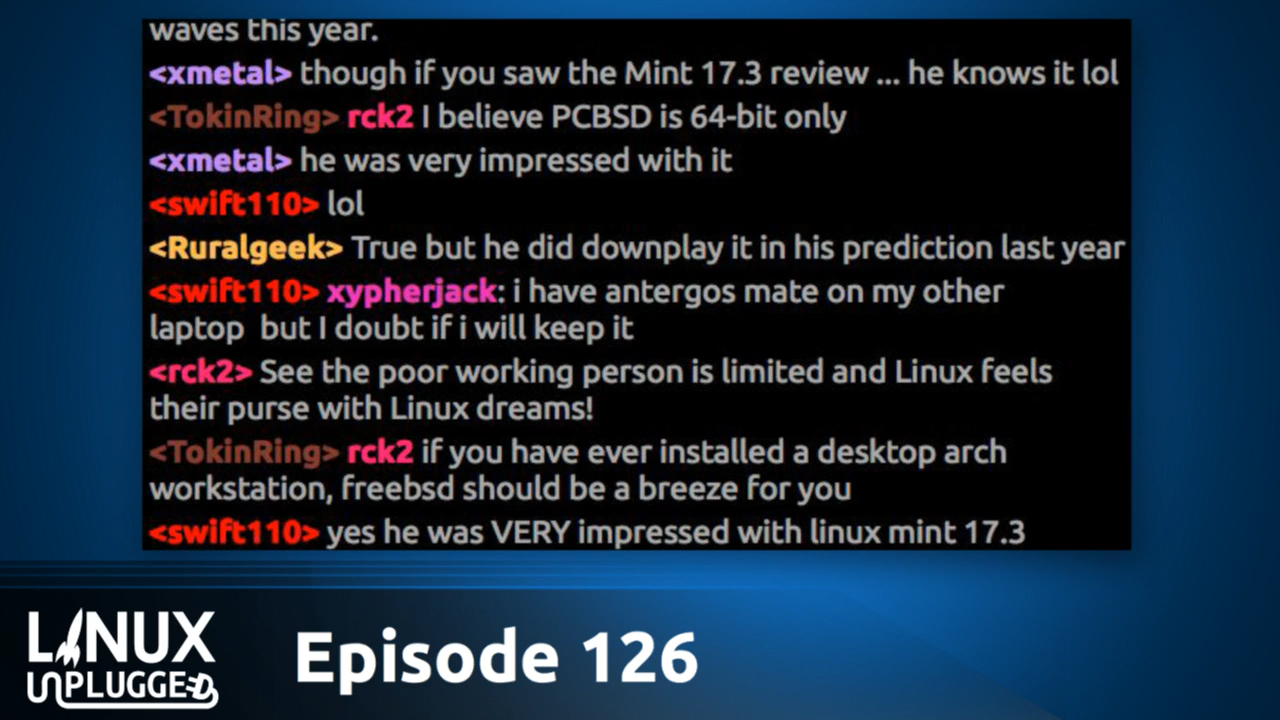 waves this year.
<xmetal> though if you saw the Mint 17.3 review ... he knows it lol
<TokinRing> rck2 I believe PCBSD is 64-bit only
<xmetal> he was very impressed with it
<swift110> lol
<Ruralgeek> True but he did downplay it in his prediction last year
<swift110> xypherjack: i have antergos mate on my other
laptop  but I doubt if i will keep it
<rck2> See the poor working person is limited and Linux feels
their purse with Linux dreams!
<TokinRing> rck2 if you have ever installed a desktop arch
workstation, freebsd should be a breeze for you
<swift110> yes he was VERY impressed with linux mint 17.3
LINUX
UNPLUGGED
Episode 126